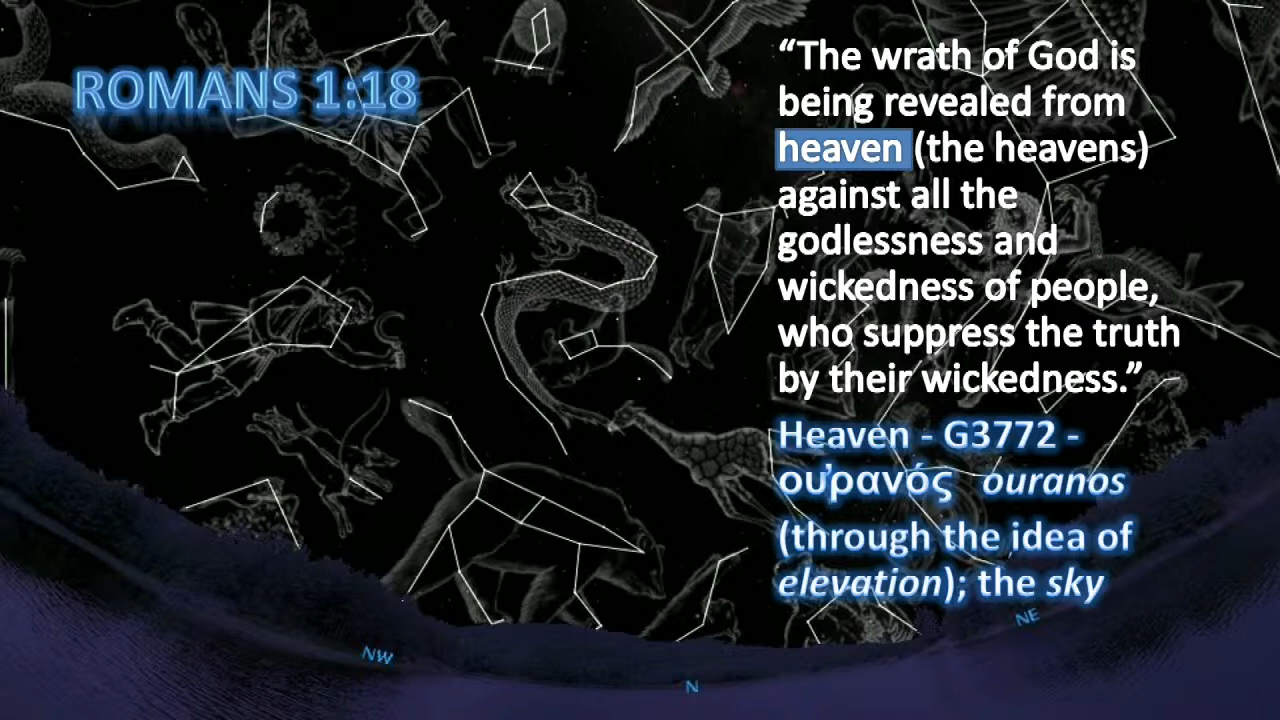 ROMANS 1:18
“The wrath of God is
being revealed from
heaven (the heavens)
against all the
godlessness and
wickedness of people,
who suppress the truth
by their wickedness.”
Heaven - G3772 -
οὐρανός ouranos
(through the idea of
elevation); the sky
NW
N
NE